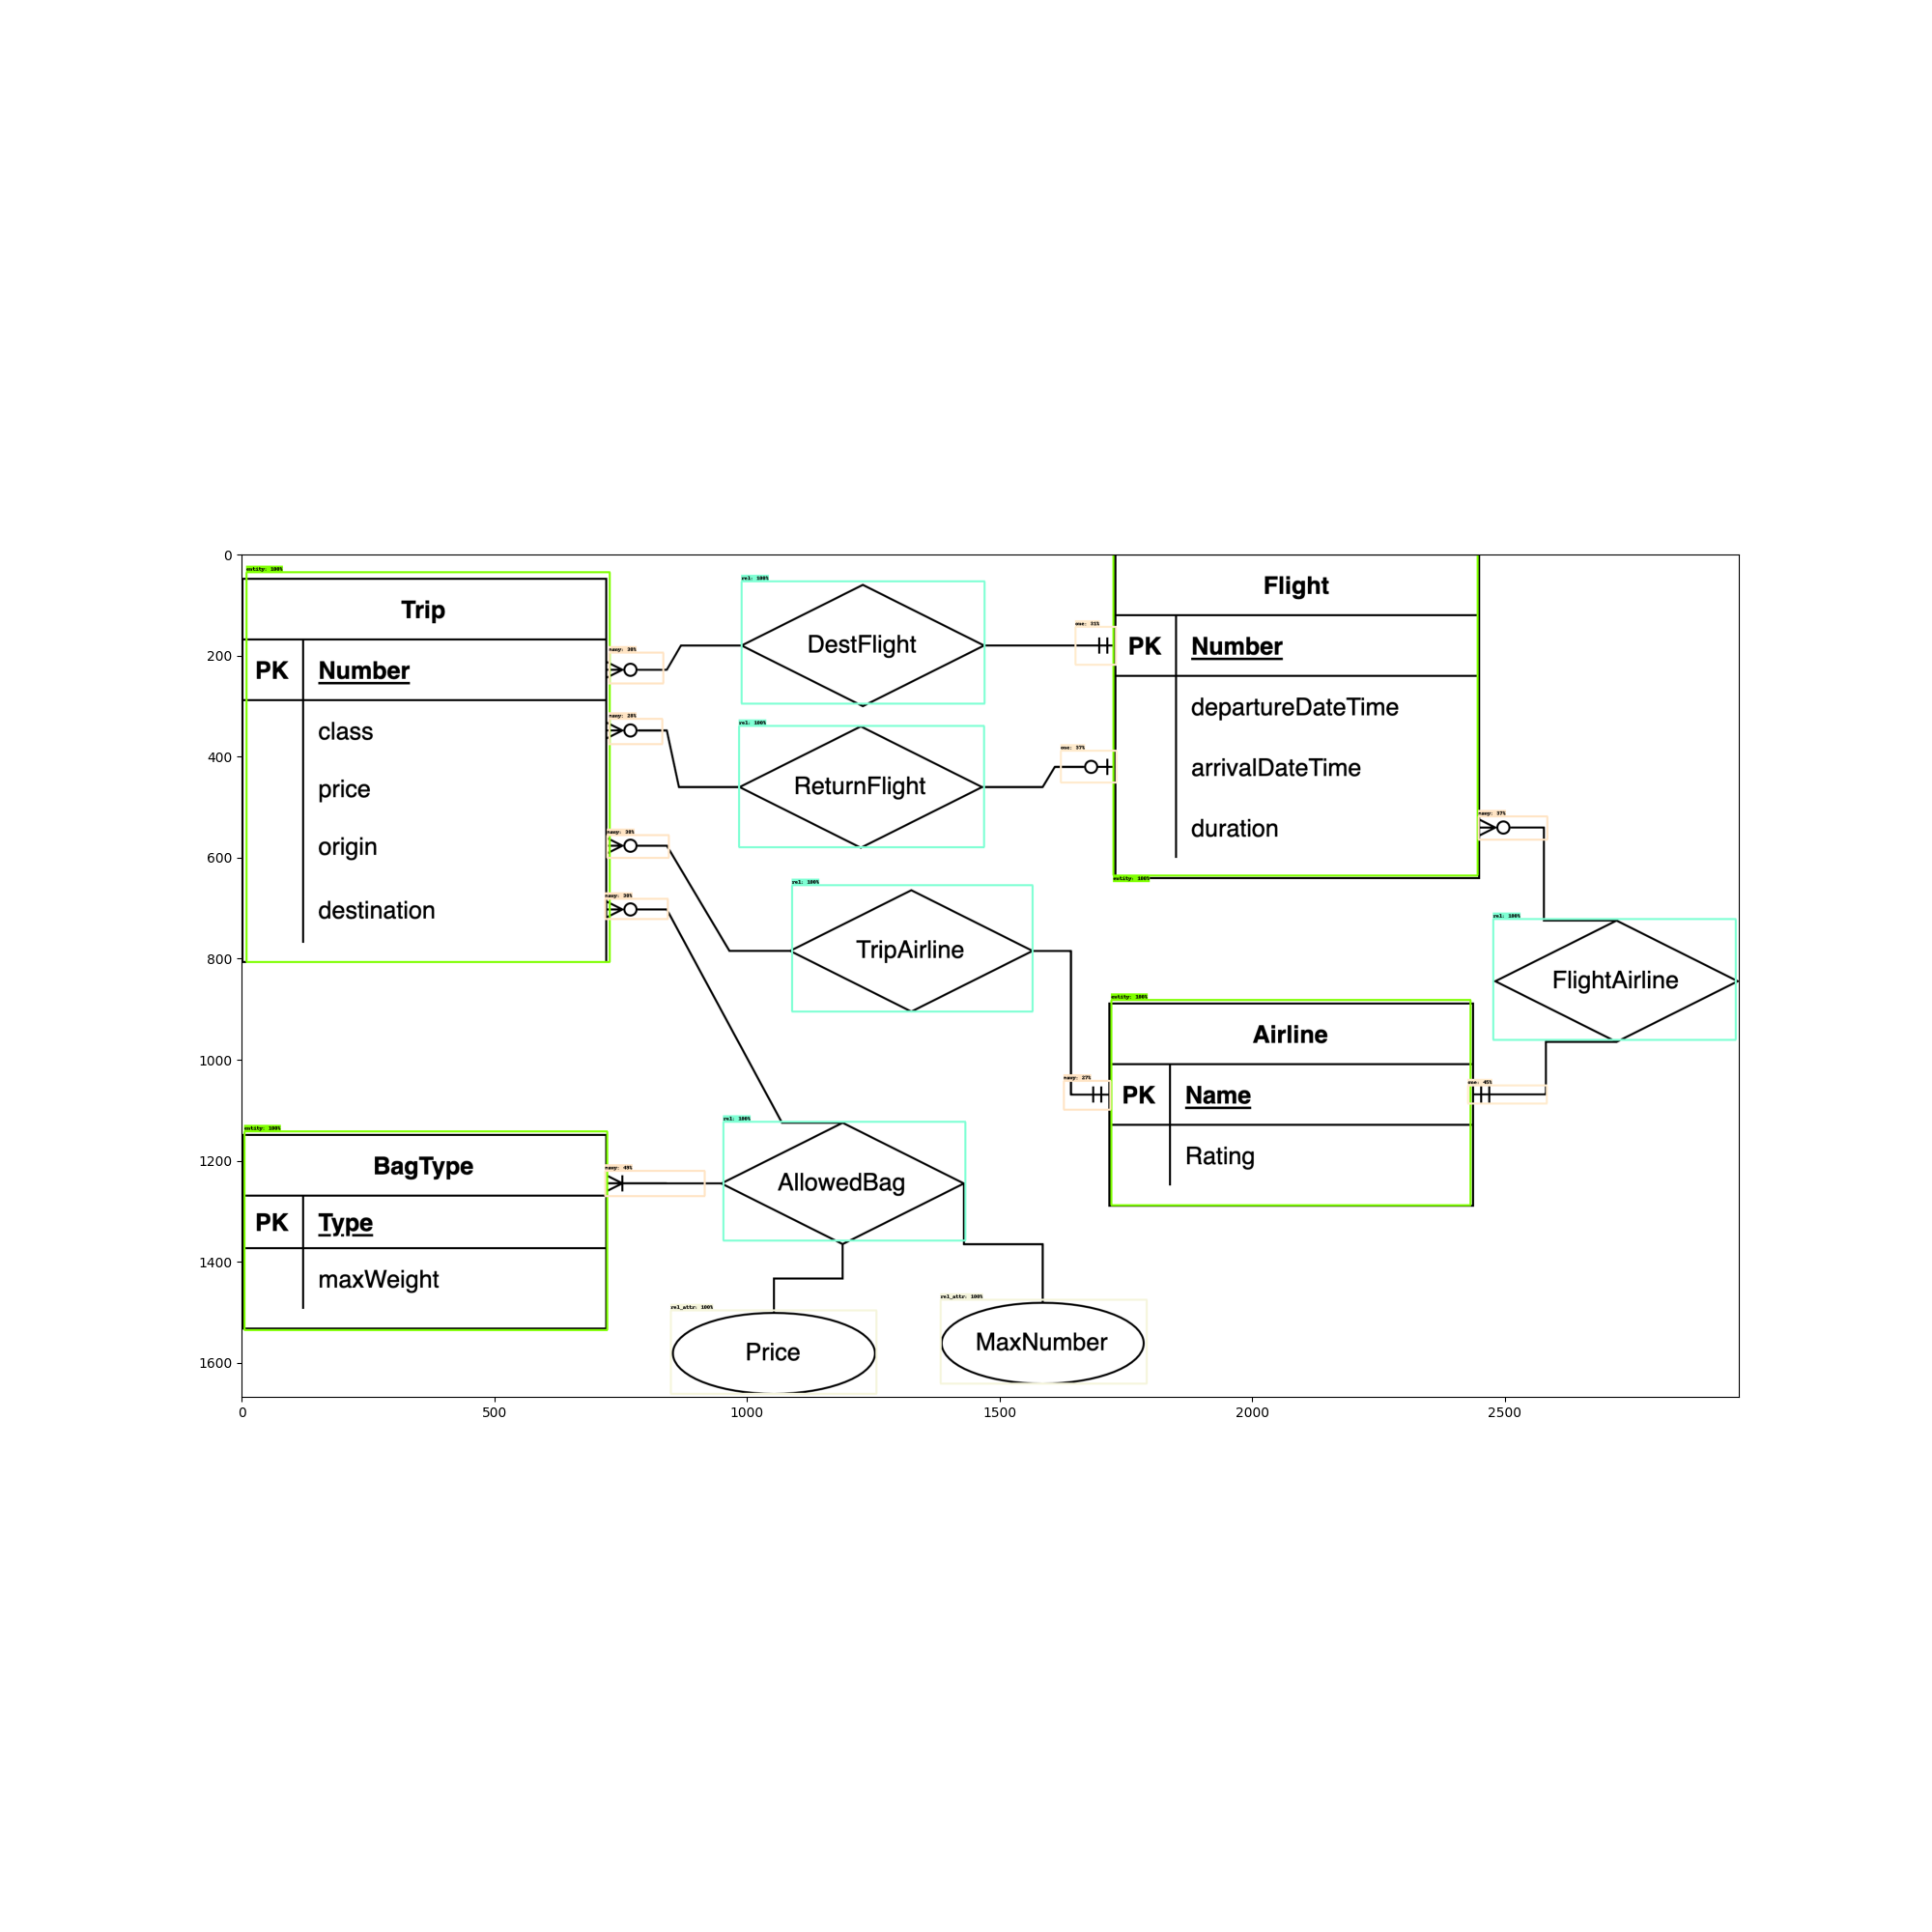 entity: 100%
Trip
PK Number
class
price
origin
destination
many: 30%
many: 28%
many: 30%
many: 30%
rel: 100%
DestFlight
rel: 100%
ReturnFlight
rel: 100%
TripAirline
one: 31%
one: 37%
Flight
PK Number
departureDateTime
arrivalDateTime
duration
entity: 100%
many: 37%
rel: 100%
FlightAirline
entity: 100%
Airline
PK Name
Rating
many: 27%
one: 45%
entity: 100%
BagType
PK Type
maxWeight
many: 49%
rel: 100%
AllowedBag
rel_attr: 100%
Price
rel_attr: 100%
MaxNumber
0
200
400
600
800
1000
1200
1400
1600
0 500 1000 1500 2000 2500